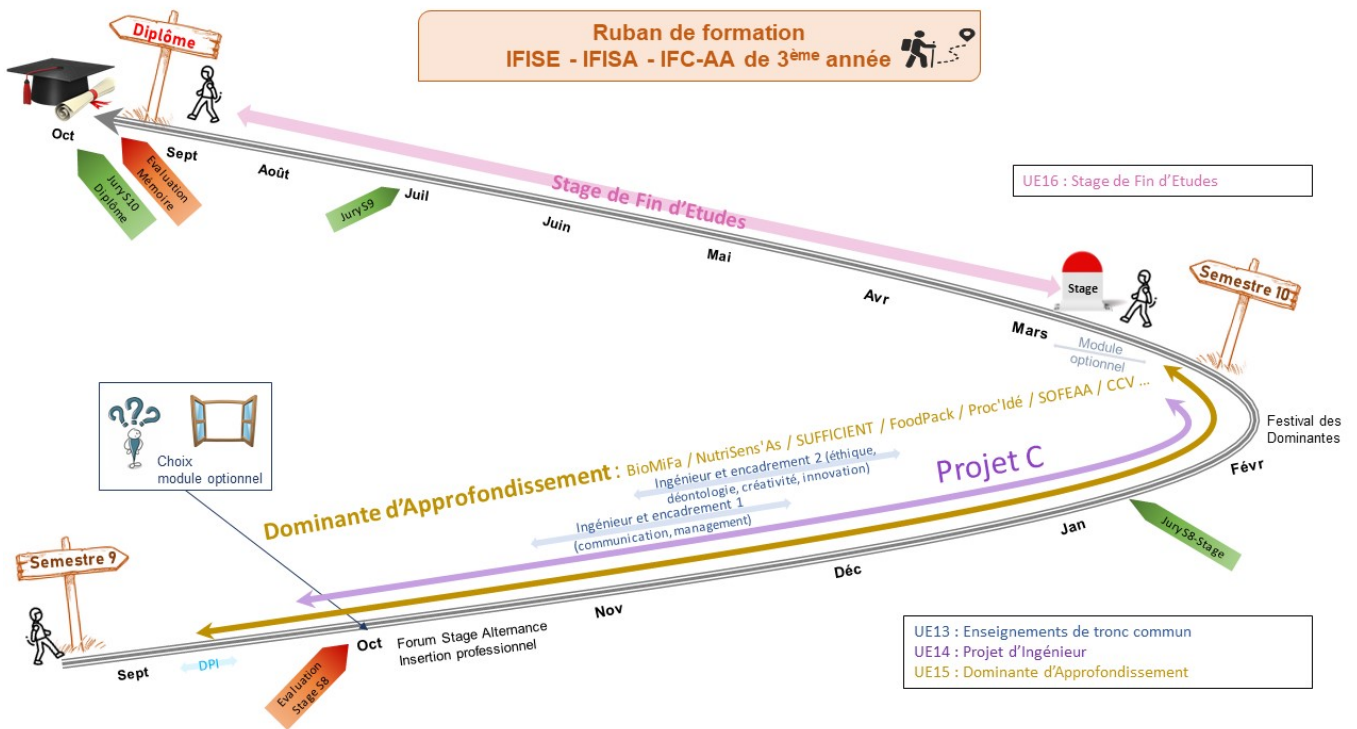 Ruban de formation
IFISE - IFISA - IFC-AA de 3ème année
Diplôme
Oct
Sept
Août
Juil
Juin
Mai
Avr
Mars
Jury S10
Diplôme
Evaluation
Mémoire
Jury S9
Stage de Fin d'Etudes
UE16 : Stage de Fin d'Etudes
Stage
Semestre 10
Module
optionnel
Festival des
Dominantes
Choix
module optionnel
Dominante d'Approfondissement : BioMiFa / NutriSens'As / SUFFICIENT / FoodPack / Proc'Idé / SOFEAA / CCV ...
Ingénieur et encadrement 2 (éthique,
déontologie, créativité, innovation)
Ingénieur et encadrement 1
(communication, management)
Projet C
Févr
Jan
Jury S8-Stage
Déc
Nov
Semestre 9
Sept
DPI
Oct
Forum Stage Alternance
Insertion professionnel
Evaluation
Stage S8
UE13 : Enseignements de tronc commun
UE14 : Projet d'Ingénieur
UE15 : Dominante d'Approfondissement